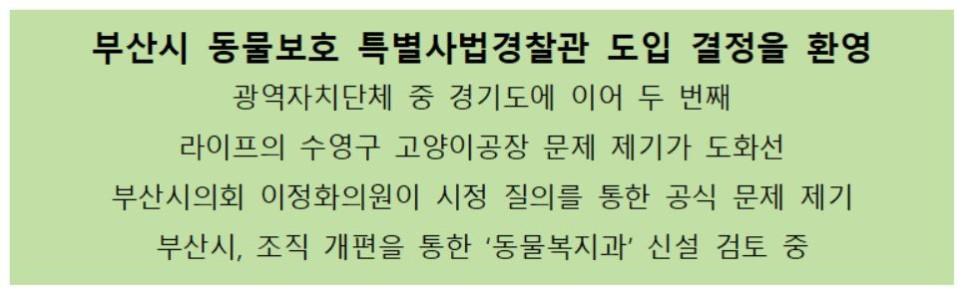 부산시 동물보호 특별사법경찰관 도입 결정을 환영
광역자치단체 중 경기도에 이어 두 번째
라이프의 수영구 고양이공장 문제 제기가 도화선
부산시의회 이정화의원이 시정 질의를 통한 공식 문제 제기
부산시, 조직 개편을 통한 ‘동물복지과’ 신설 검토 중